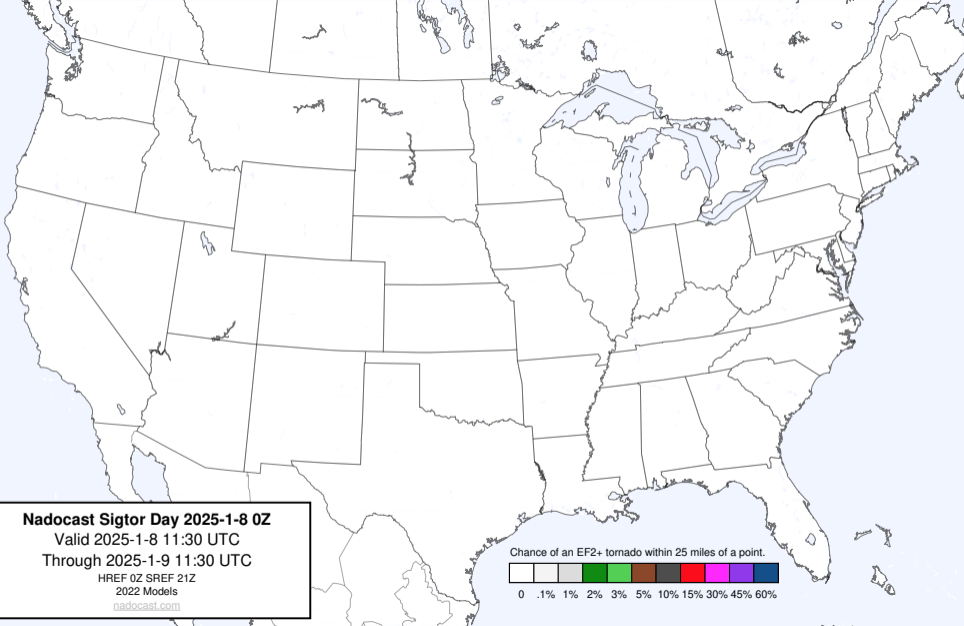 Nadocast Sigtor Day 2025-1-8 0Z
Valid 2025-1-8 11:30 UTC
Through 2025-1-9 11:30 UTC
HREF 0Z SREF 21Z
2022 Models
nadocast.com
Chance of an EF2+ tornado within 25 miles of a point.
0 .1% 1% 2% 3% 5% 10% 15% 30% 45% 60%